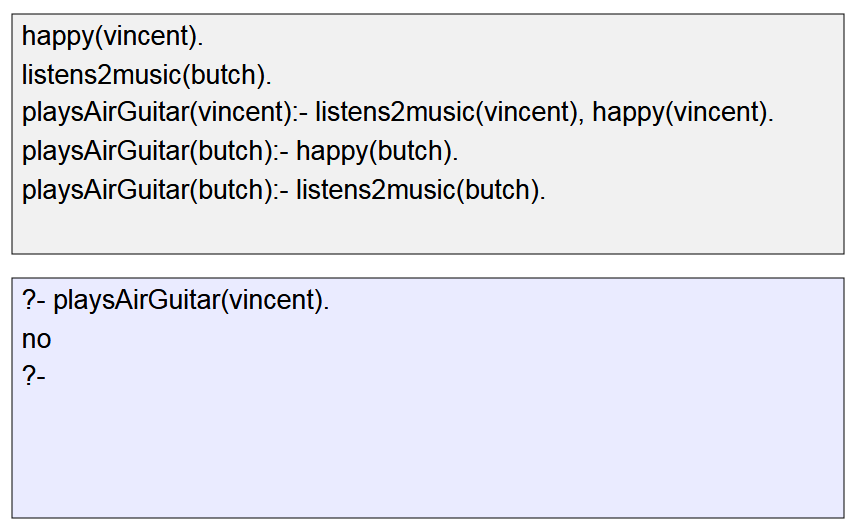 happy(vincent).
listens2music(butch).
playsAirGuitar(vincent):- listens2music(vincent), happy(vincent).
playsAirGuitar(butch):- happy(butch).
playsAirGuitar(butch):- listens2music(butch).
?- playsAirGuitar(vincent).
no
?-